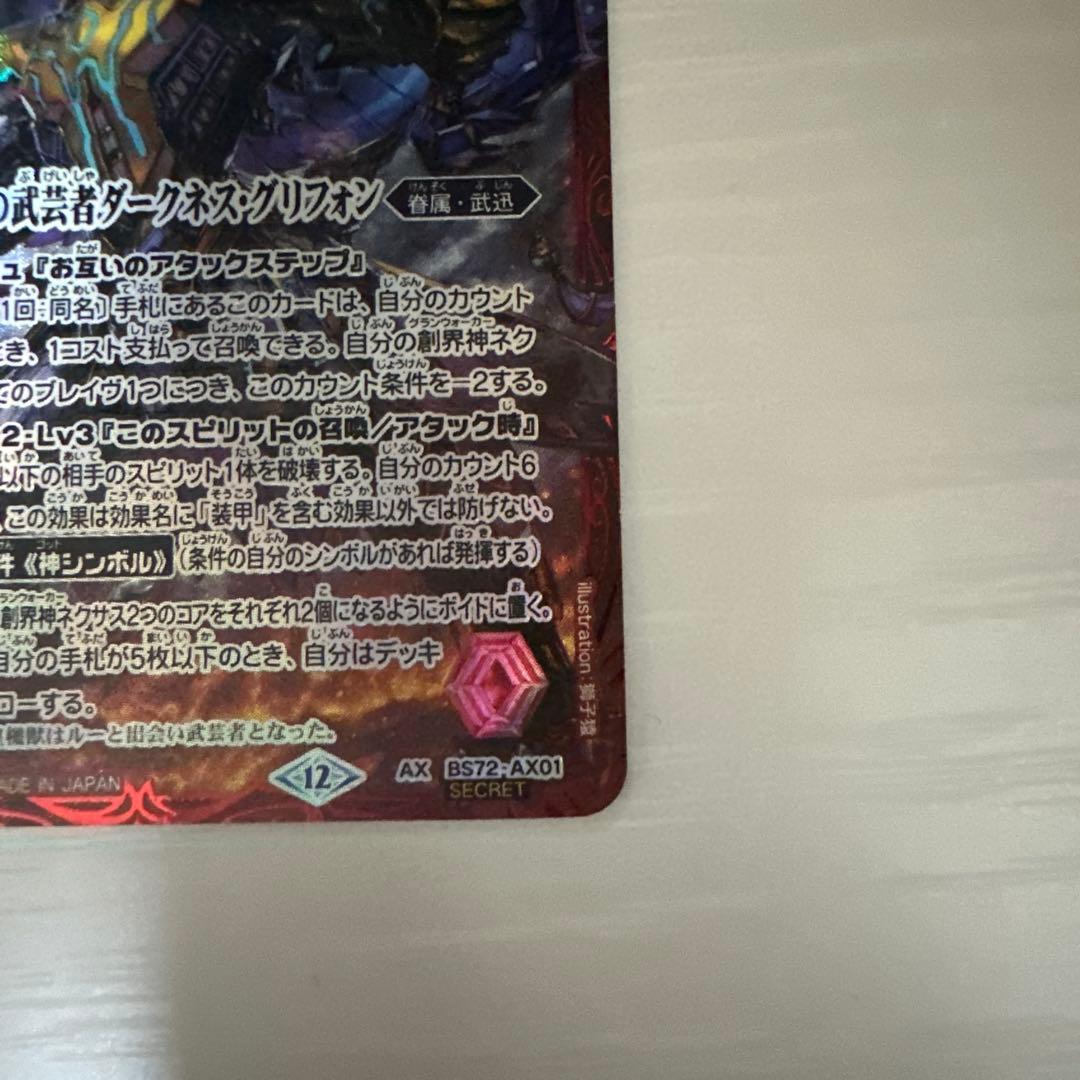 の武芸者ダークネス・グリフォン
眷属・武迅
ュ『お互いのアタックステップ』
1回:同名〕手札にあるこのカードは、自分のカウント
とき、1コスト支払って召喚できる。自分の創界神ネク
てのブレイヴ1つにつき、このカウント条件を-2する。
2・Lv3『このスピリットの召喚/アタック時』
以下の相手のスピリット1体を破壊する。自分のカウント6
、この効果は効果名に「装甲」を含む効果以外では防げない。
件《神シンボル》(条件の自分のシンボルがあれば発揮する)
創界神ネクサス2つのコアをそれぞれ2個になるようにボイドに置く。
自分の手札が5枚以下のとき、自分はデッキ
ローする。
獣はルーと出会い武芸者となった。
ADE IN JAPAN
12
AX BS72-AX01
SECRET
illustration:獅子猿